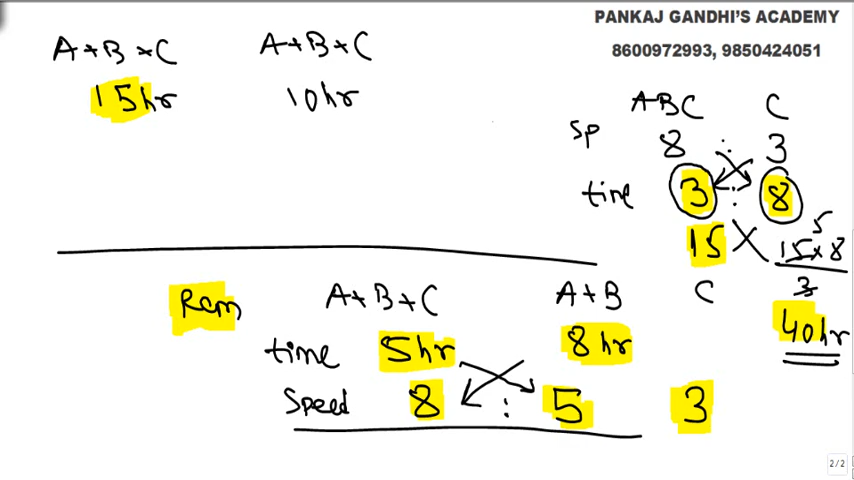 PANKAJ GANDHI'S ACADEMY
8600972993, 9850424051
A+B+C A+B+C
15hr 10hr
ABC C
Sp 8 : 3
time 3 : 8
15 15×8
5
3
40hr
Ram A+B+C A+B C
time 5hr 8hr
Speed 8 : 5 3
2/2